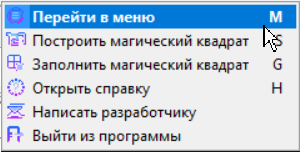 Перейти в меню M
Построить магический квадрат S
Заполнить магический квадрат G
Открыть справку H
Написать разработчику
Выйти из программы